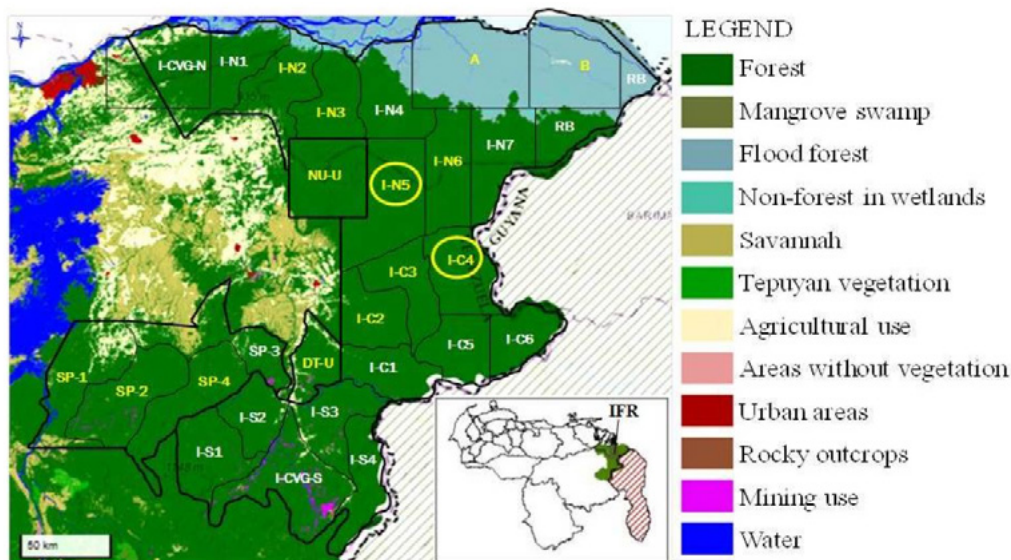 N
I-CVG-N
I-N1
I-N2
A
B
RB
I-N3
I-N4
RB
I-N7
I-N6
NU-U
I-N5
GUYANA
BARIMA
I-C4
I-C3
I-C2
SP-3
I-C5
I-C6
DT-U
I-C1
SP-1
SP-2
SP-4
I-S2
I-S3
I-S1
I-S4
I-CVG-S
50 km
IFR
LEGEND
Forest
Mangrove swamp
Flood forest
Non-forest in wetlands
Savannah
Tepuyan vegetation
Agricultural use
Areas without vegetation
Urban areas
Rocky outcrops
Mining use
Water